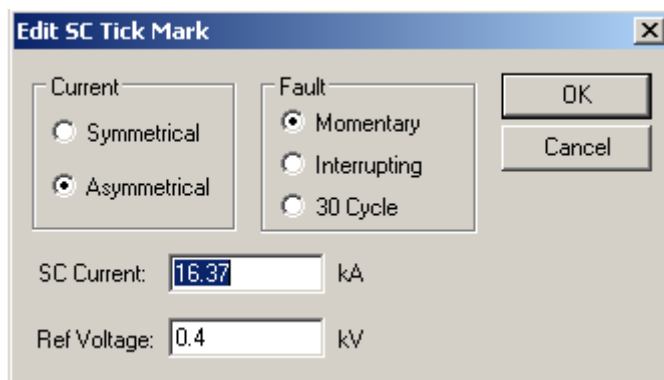 Edit SC Tick Mark
Current
Symmetrical
Asymmetrical
Fault
Momentary
Interrupting
30 Cycle
OK
Cancel
SC Current: 16.37 kA
Ref Voltage: 0.4 kV